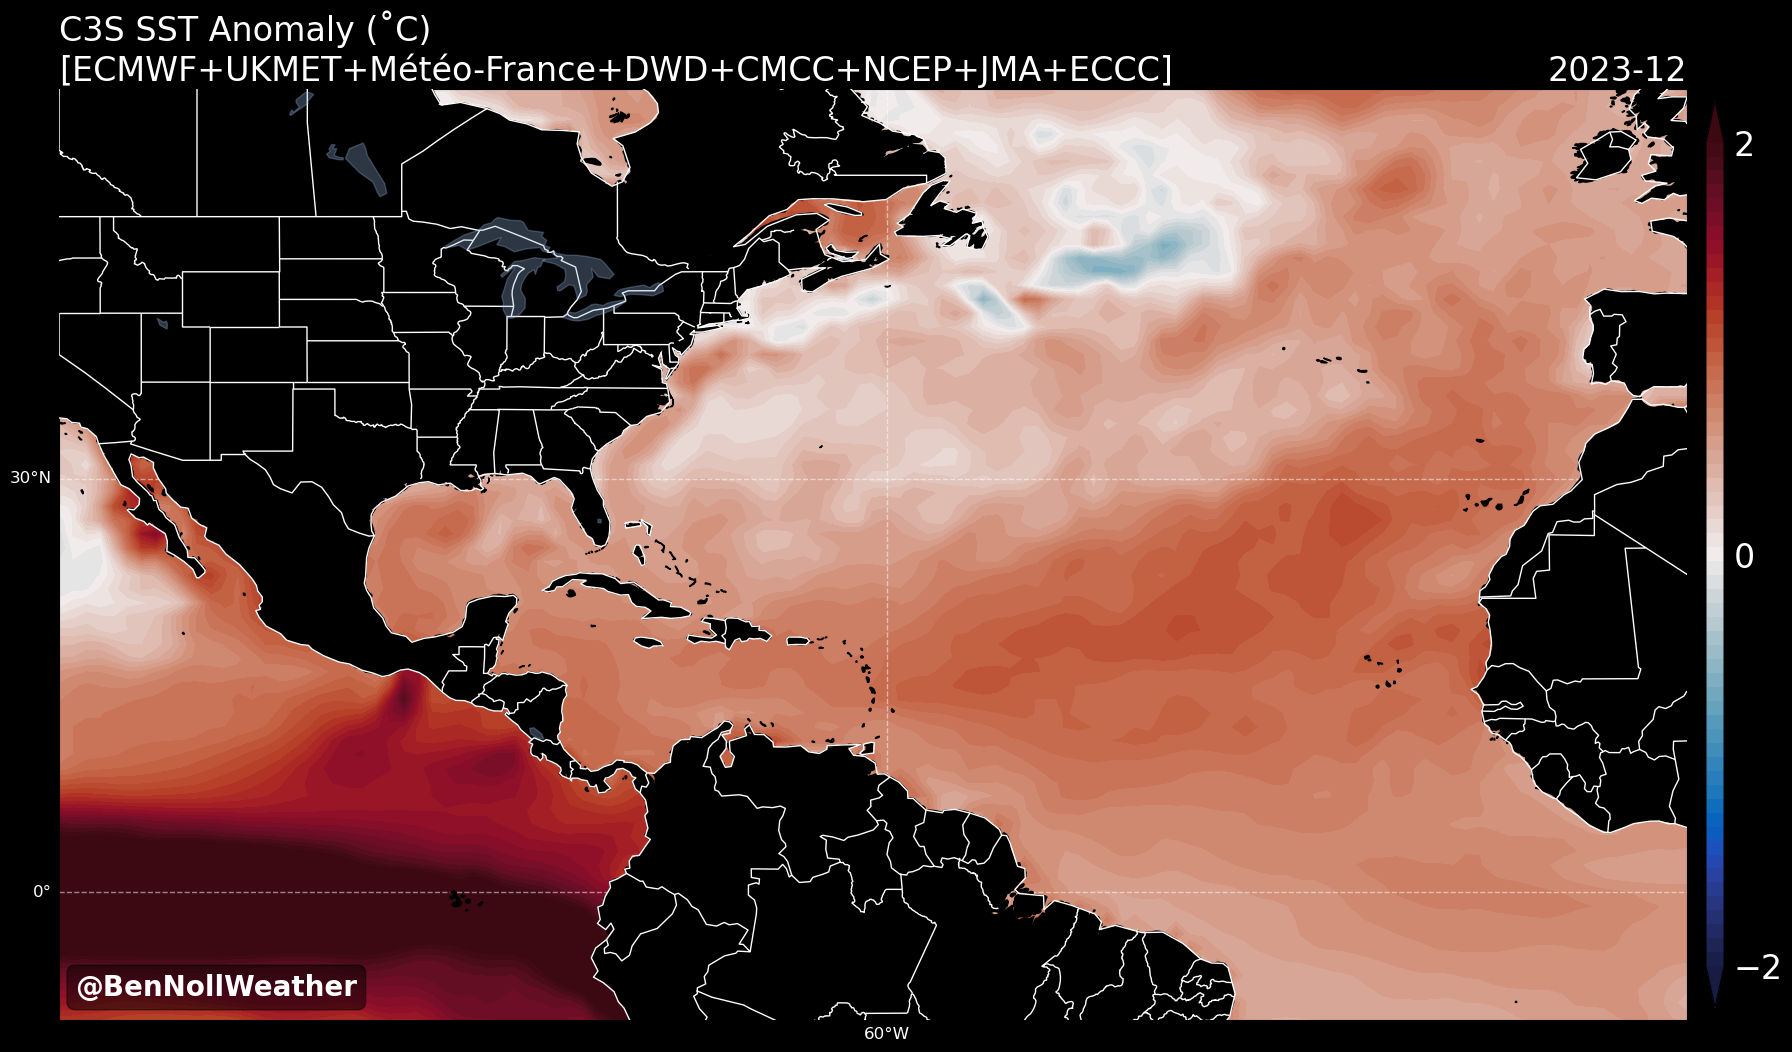 C3S SST Anomaly (˚C)
[ECMWF+UKMET+Météo-France+DWD+CMCC+NCEP+JMA+ECCC]
2023-12
2
0
−2
30°N
0°
60°W
@BenNollWeather